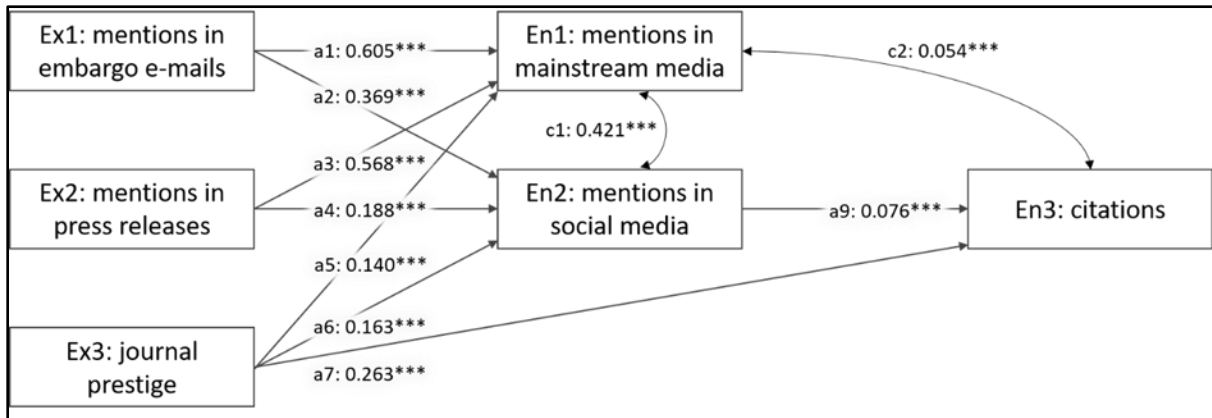 Ex1: mentions in
embargo e-mails
a1: 0.605***
En1: mentions in
mainstream media
c2: 0.054***
a2: 0.369***
c1: 0.421***
a3: 0.568***
Ex2: mentions in
press releases
a4: 0.188***
En2: mentions in
social media
a9: 0.076***
En3: citations
a5: 0.140***
a6: 0.163***
Ex3: journal
prestige
a7: 0.263***